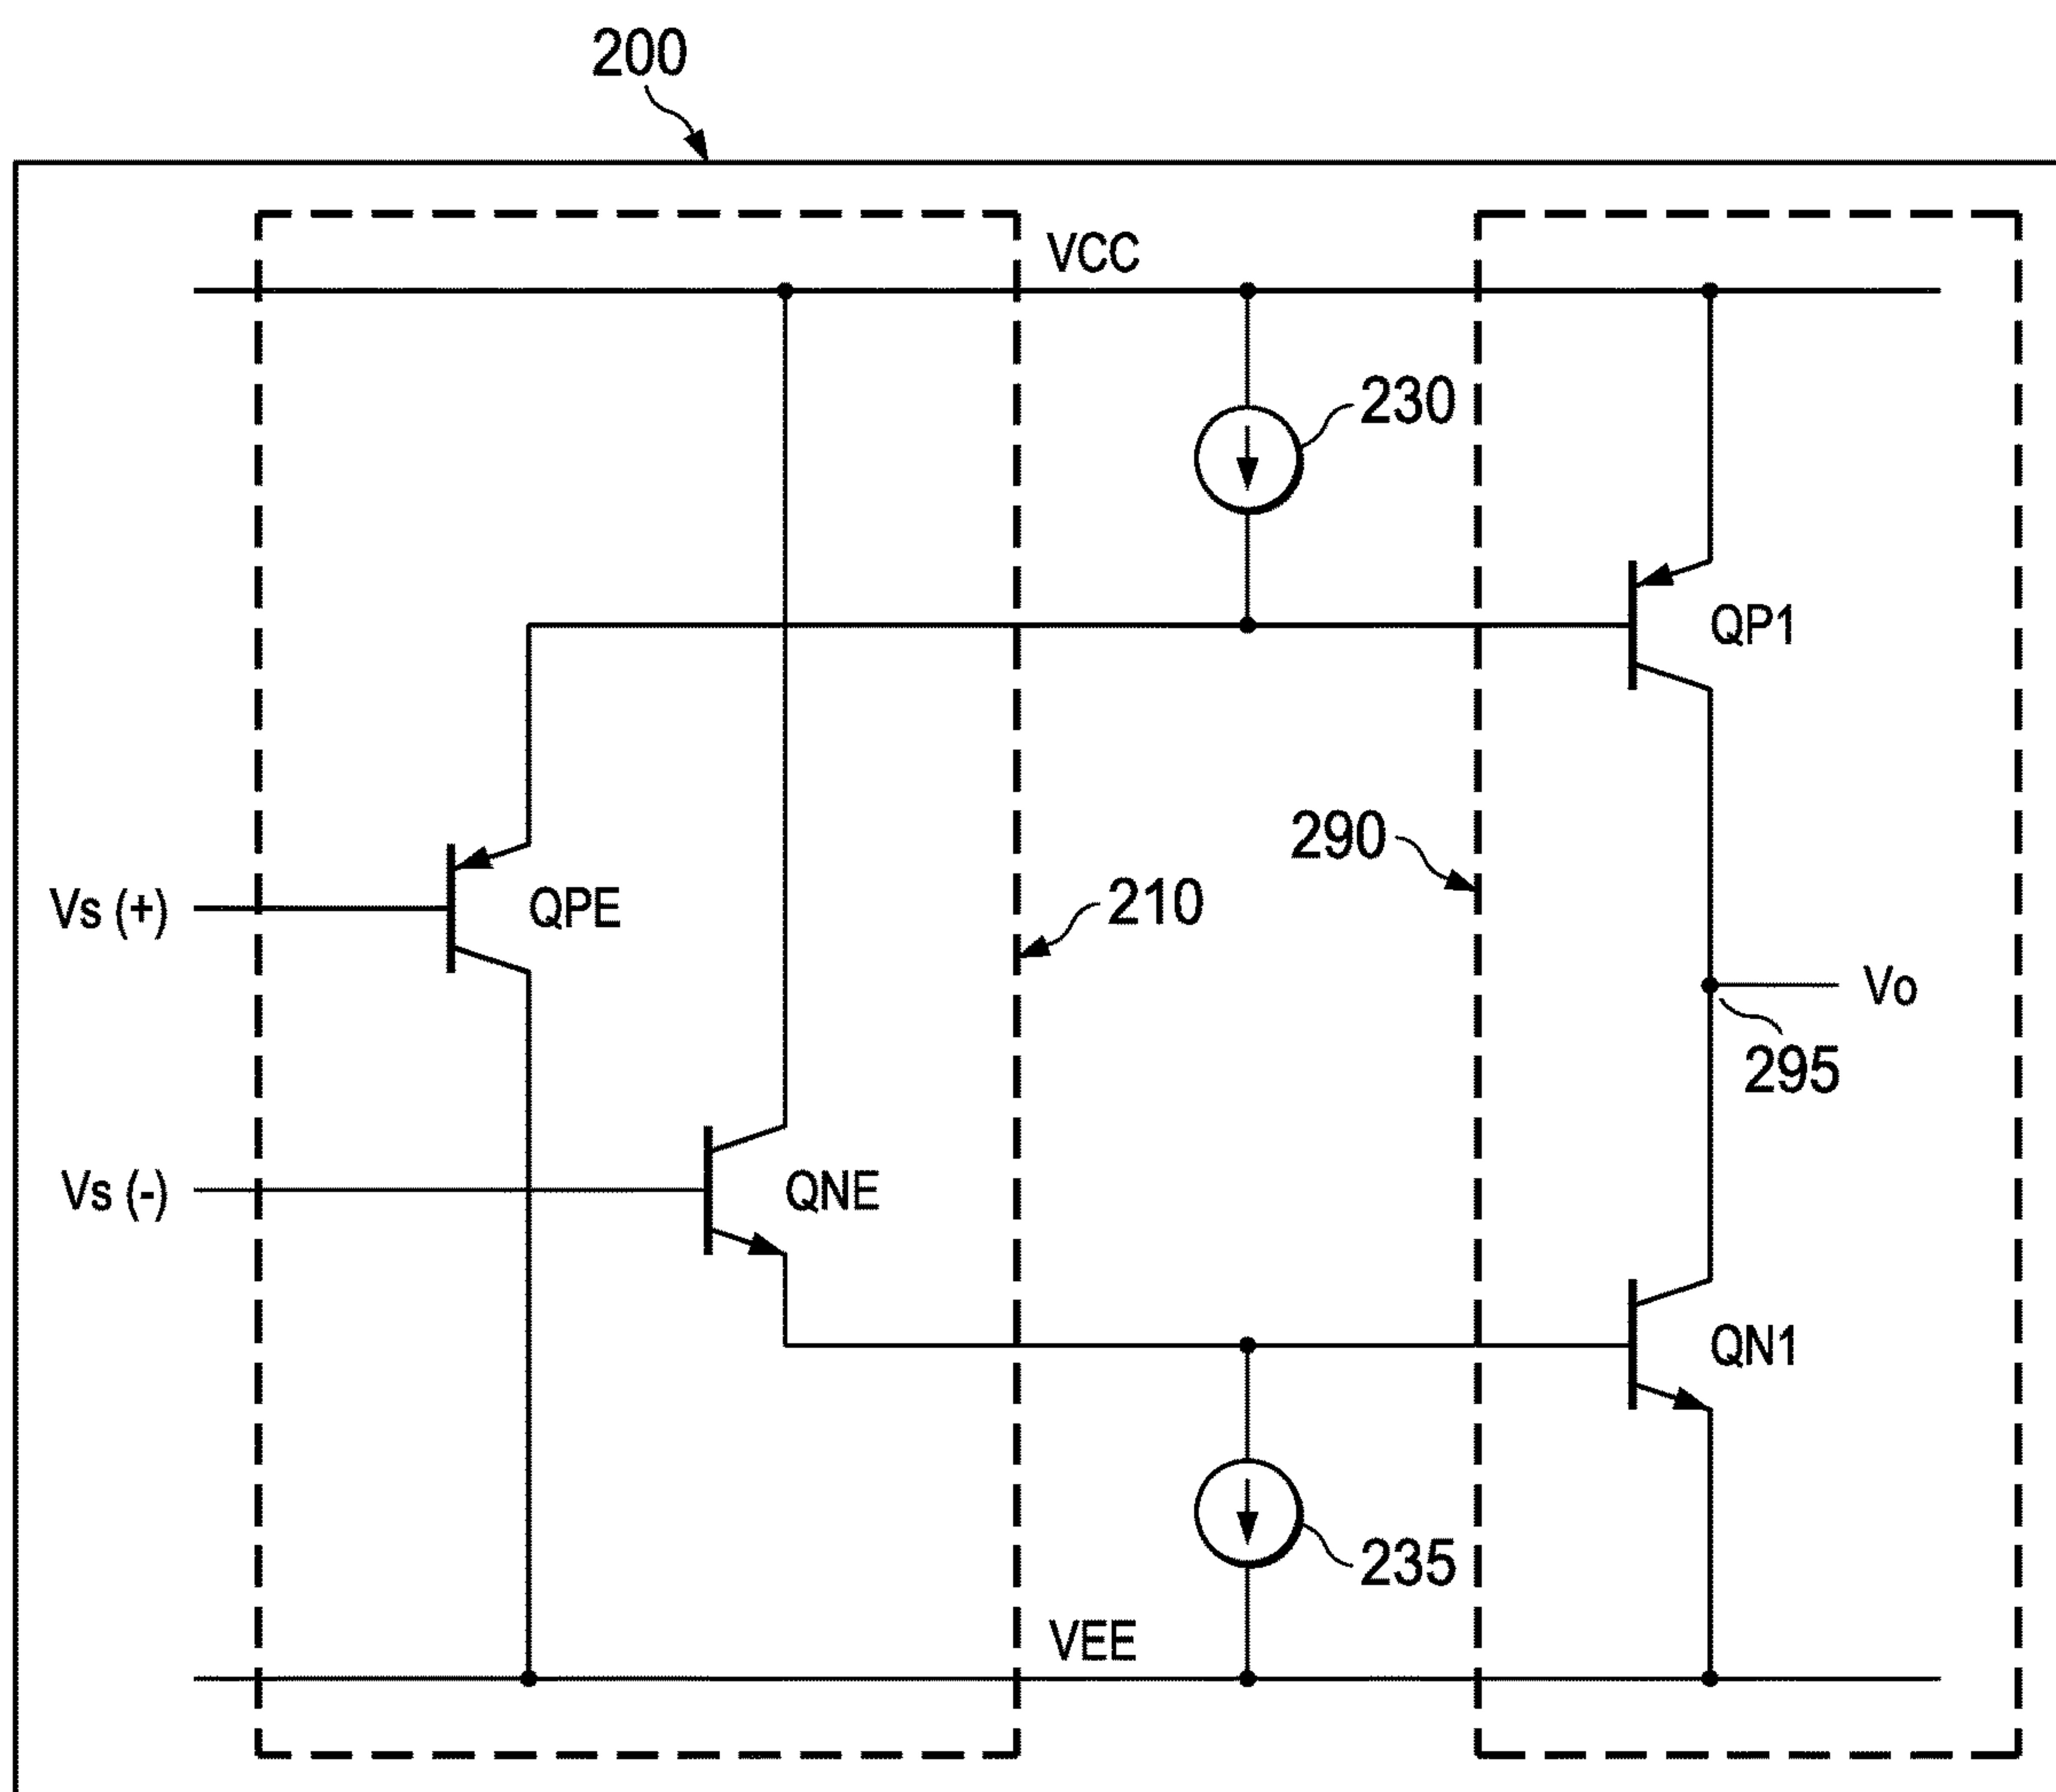 200
VCC
230
QP1
290
Vs (+)
QPE
210
Vo
295
Vs (-)
QNE
QN1
235
VEE